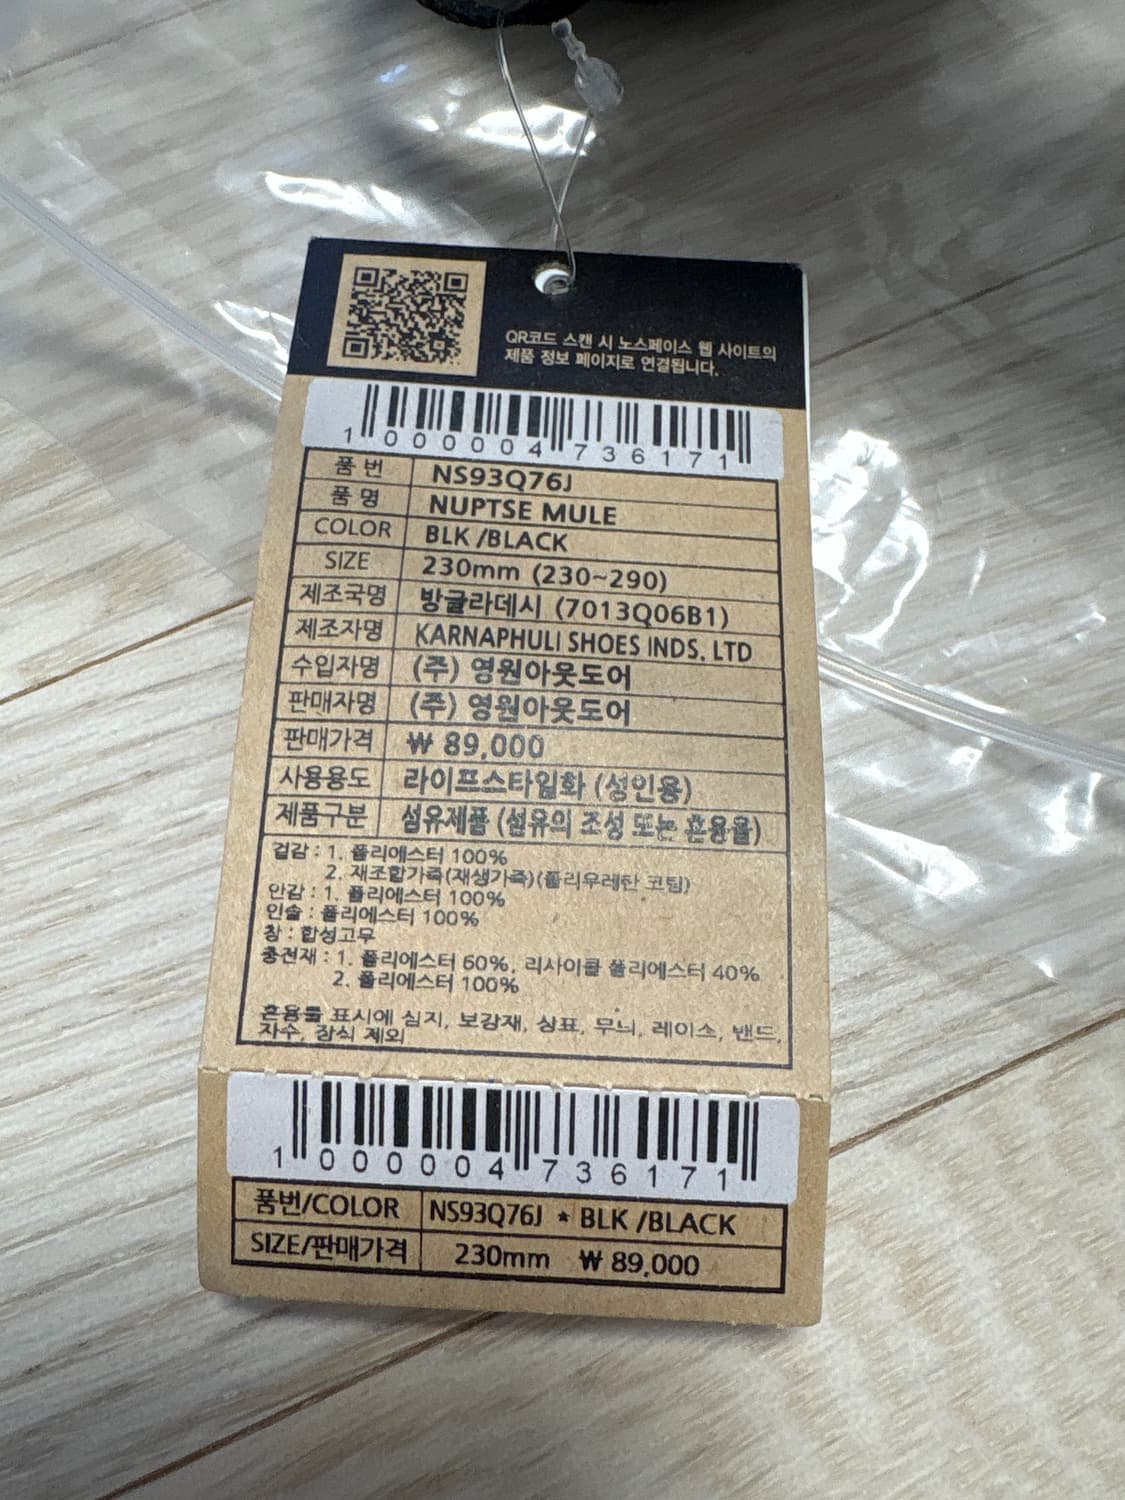 QR코드 스캔 시 노스페이스 웹 사이트의
제품 정보 페이지로 연결됩니다.
1 000004 736171
품 번 NS93Q76J
품 명 NUPTSE MULE
COLOR BLK /BLACK
SIZE 230mm (230~290)
제조국명 방글라데시 (7013Q06B1)
제조자명 KARNAPHULI SHOES INDS. LTD
수입자명 (주) 영원아웃도어
판매자명 (주) 영원아웃도어
판매가격 ₩ 89,000
사용용도 라이프스타일화 (성인용)
제품구분 섬유제품 (섬유의 조성 또는 혼용율)
겉감 : 1. 폴리에스터 100%
2. 재조합가죽(재생가죽)(폴리우레탄 코팅)
안감 : 1. 폴리에스터 100%
인솔 : 폴리에스터 100%
창 : 합성고무
충전재 : 1. 폴리에스터 60%, 리사이클 폴리에스터 40%
2. 폴리에스터 100%
혼용률 표시에 심지, 보강재, 상표, 무늬, 레이스, 밴드,
자수, 장식 제외
1 000004 736171
품번/COLOR NS93Q76J * BLK /BLACK
SIZE/판매가격 230mm ₩ 89,000